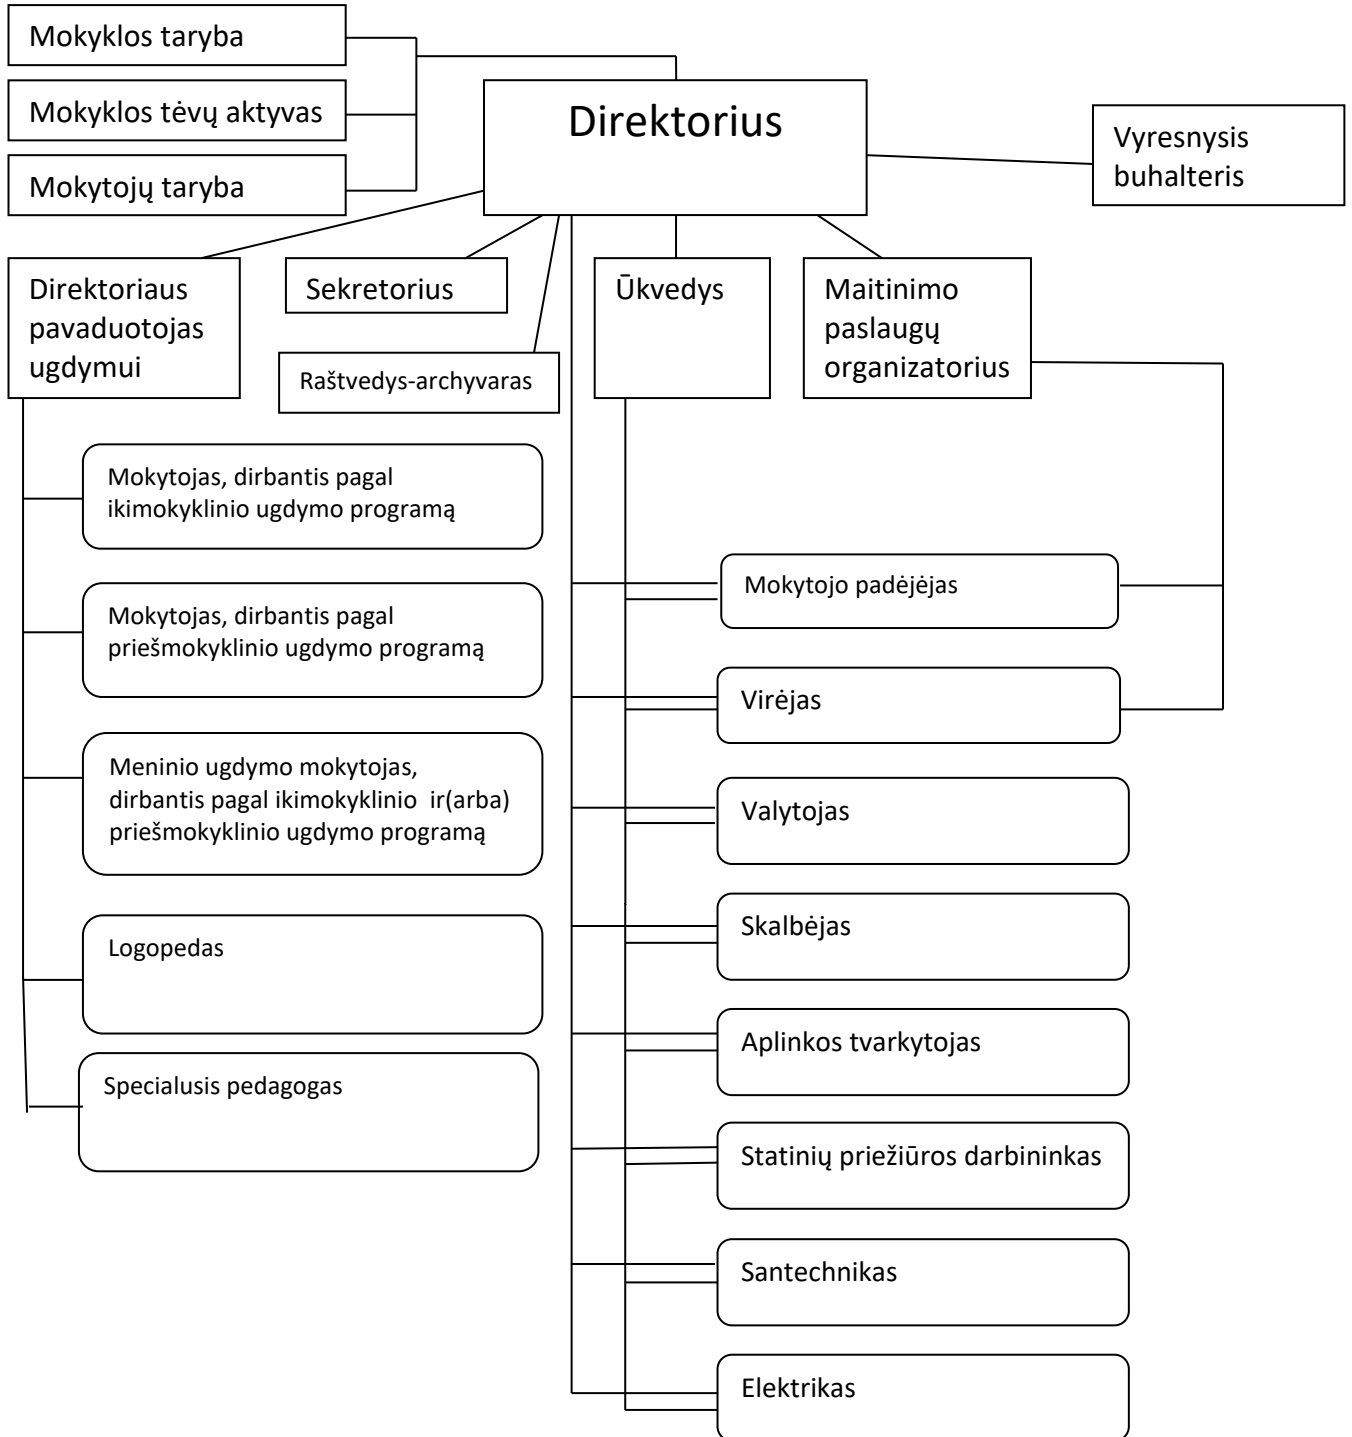 Mokyklos taryba
Mokyklos tėvų aktyvas
Mokytojų taryba
Direktorius
Vyresnysis
buhalteris
Direktoriaus
pavaduotojas
ugdymui
Sekretorius
Raštvedys-archyvaras
Ūkvedys
Maitinimo
paslaugų
organizatorius
Mokytojas, dirbantis pagal
ikimokyklinio ugdymo programą
Mokytojas, dirbantis pagal
priešmokyklinio ugdymo programą
Meninio ugdymo mokytojas,
dirbantis pagal ikimokyklinio ir(arba)
priešmokyklinio ugdymo programą
Logopedas
Specialusis pedagogas
Mokytojo padėjėjas
Virėjas
Valytojas
Skalbėjas
Aplinkos tvarkytojas
Statinių priežiūros darbininkas
Santechnikas
Elektrikas